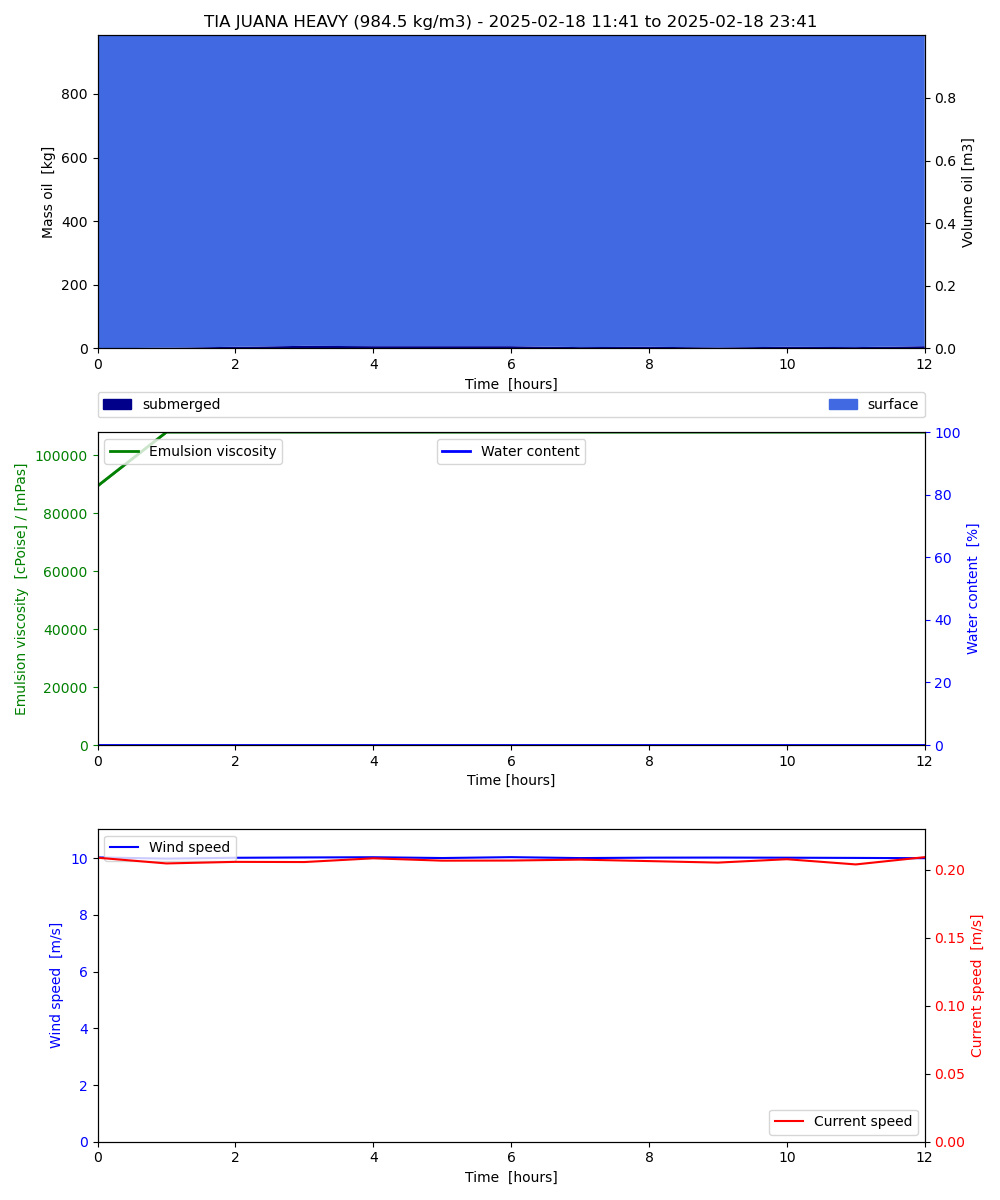 TIA JUANA HEAVY (984.5 kg/m3) - 2025-02-18 11:41 to 2025-02-18 23:41
Mass oil  [kg]
800
600
400
200
0
Volume oil [m3]
0.8
0.6
0.4
0.2
0.0
0 2 4 6 8 10 12
Time  [hours]
submerged surface
Emulsion viscosity  [cPoise] / [mPas]
100000
80000
60000
40000
20000
0
Emulsion viscosity
Water content
Water content  [%]
100
80
60
40
20
0
0 2 4 6 8 10 12
Time [hours]
Wind speed  [m/s]
10
8
6
4
2
0
Wind speed
Current speed
Current speed  [m/s]
0.20
0.15
0.10
0.05
0.00
0 2 4 6 8 10 12
Time  [hours]